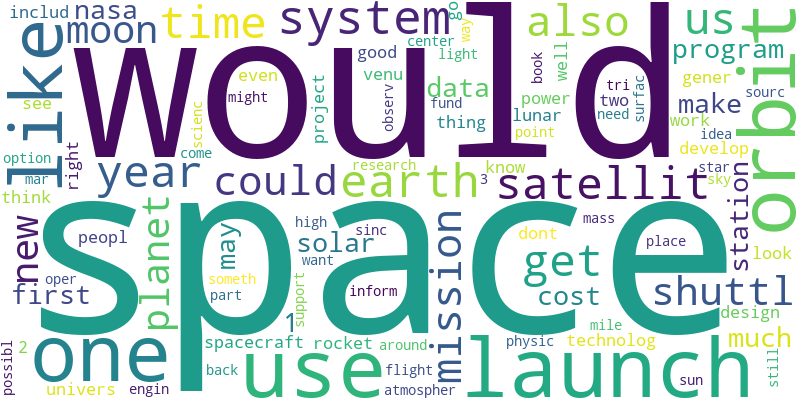 includ
nasa
moon
time
system
go
way
also
us
orbit
program
like
would
see
even
might
good
center
light
venu
data
fund
observ
project
power
lunar
thing
book
well
point
tri
two
need
surfac
gener
sourc
make
work
idea
develop
star
sky
option
mar
think
right
scienc
come
year
could
earth
research
know
3
satellit
station
new
peopl
oper
first
planet
space
may
someth
part
high
want
solar
sinc
inform
support
mission
get
dont
cost
mass
place
look
shuttl
design
much
possibl
2
one
univers
engin
1
spacecraft
rocket
around
back
use
flight
atmospher
launch
physic
mile
technolog
sun
still